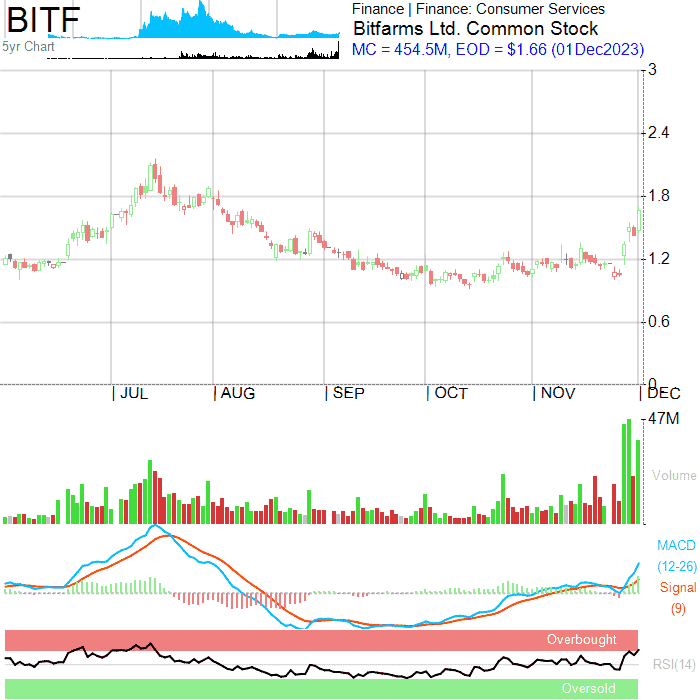 BITF
5yr Chart
Finance | Finance: Consumer Services
Bitfarms Ltd. Common Stock
MC = 454.5M, EOD = $1.66 (01Dec2023)
3
2.4
1.8
1.2
0.6
0
| JUL | AUG | SEP | OCT | NOV | DEC
47M
Volume
MACD
(12-26)
Signal
(9)
Overbought
RSI(14)
Oversold